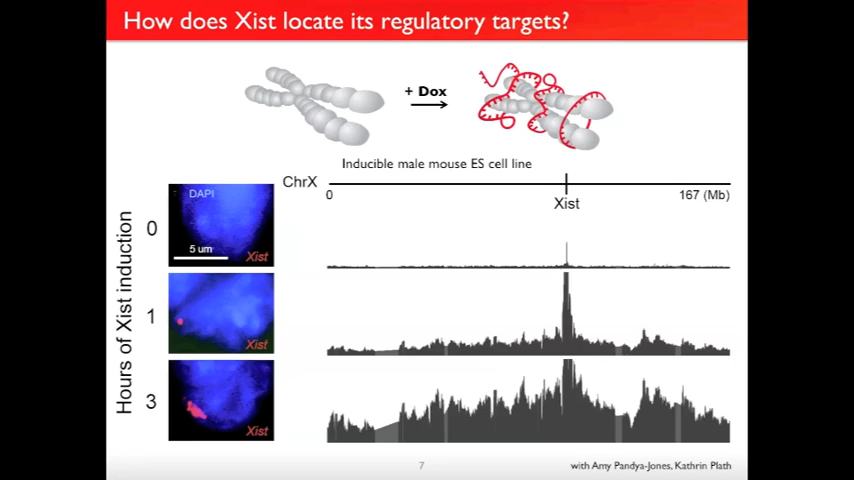 How does Xist locate its regulatory targets?
+ Dox
Inducible male mouse ES cell line
ChrX
0
167 (Mb)
Xist
Hours of Xist induction
0
DAPI
5 um
Xist
1
Xist
3
Xist
7
with Amy Pandya-Jones, Kathrin Plath